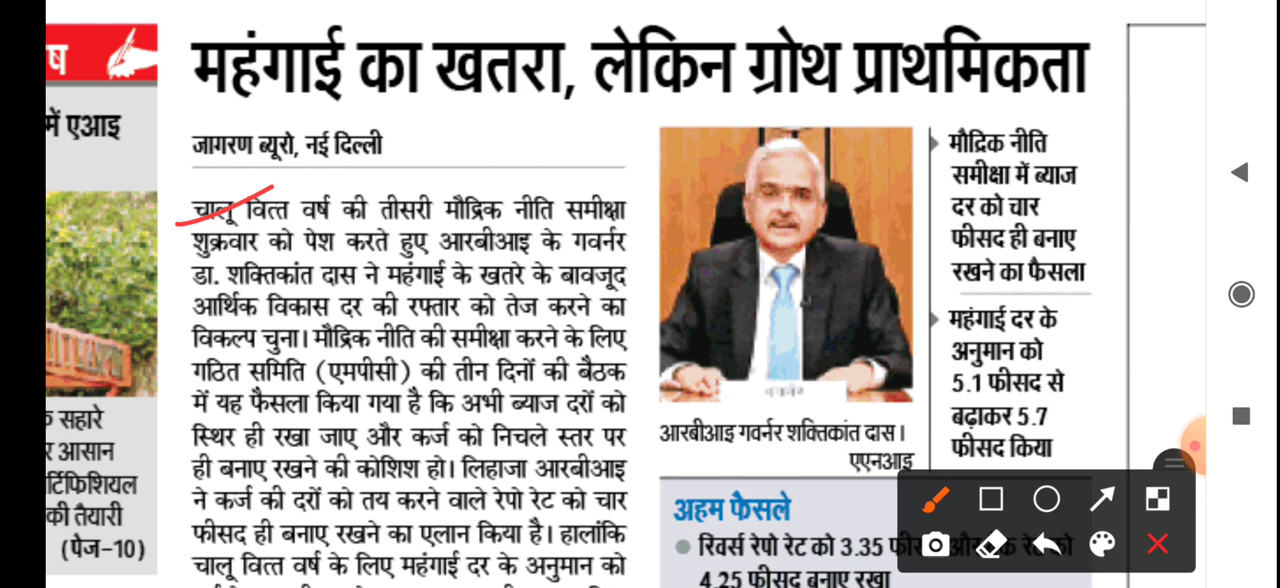 ष
में एआइ
क सहारे
र आसान
र्टिफिशियल
की तैयारी
(पेज-10)
महंगाई का खतरा, लेकिन ग्रोथ प्राथमिकता
जागरण ब्यूरो, नई दिल्ली
चालू वित्त वर्ष की तीसरी मौद्रिक नीति समीक्षा
शुक्रवार को पेश करते हुए आरबीआइ के गवर्नर
डा. शक्तिकांत दास ने महंगाई के खतरे के बावजूद
आर्थिक विकास दर की रफ्तार को तेज करने का
विकल्प चुना। मौद्रिक नीति की समीक्षा करने के लिए
गठित समिति (एमपीसी) की तीन दिनों की बैठक
में यह फैसला किया गया है कि अभी ब्याज दरों को
स्थिर ही रखा जाए और कर्ज को निचले स्तर पर
ही बनाए रखने की कोशिश हो। लिहाजा आरबीआइ
ने कर्ज की दरों को तय करने वाले रेपो रेट को चार
फीसद ही बनाए रखने का एलान किया है। हालांकि
चालू वित्त वर्ष के लिए महंगाई दर के अनुमान को
आरबीआइ गवर्नर शक्तिकांत दास।
एएनआइ
मौद्रिक नीति
समीक्षा में ब्याज
दर को चार
फीसद ही बनाए
रखने का फैसला
महंगाई दर के
अनुमान को
5.1 फीसद से
बढ़ाकर 5.7
फीसद किया
अहम फैसले
रिवर्स रेपो रेट को 3.35 को
4.25 फीसद बनाए रखा